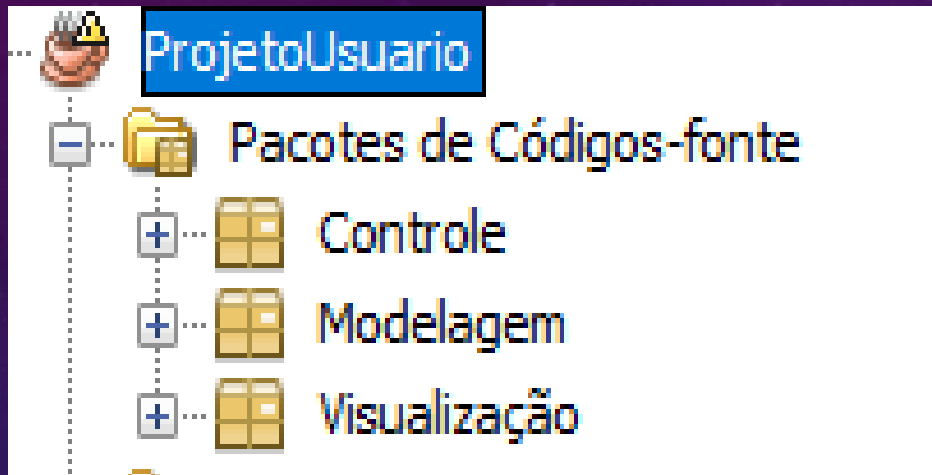 ProjetoUsuario
Pacotes de Códigos-fonte
Controle
Modelagem
Visualização